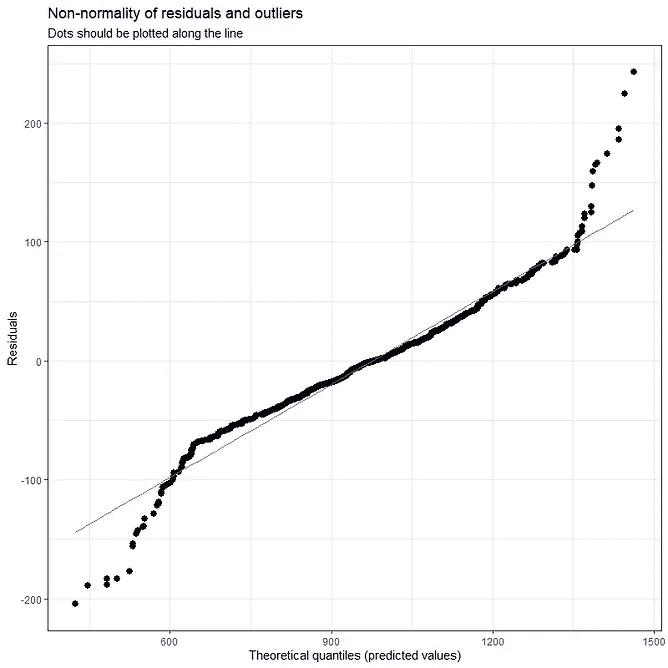 Non-normality of residuals and outliers
Dots should be plotted along the line
200
100
0
-100
-200
Residuals
600
900
1200
1500
Theoretical quantiles (predicted values)